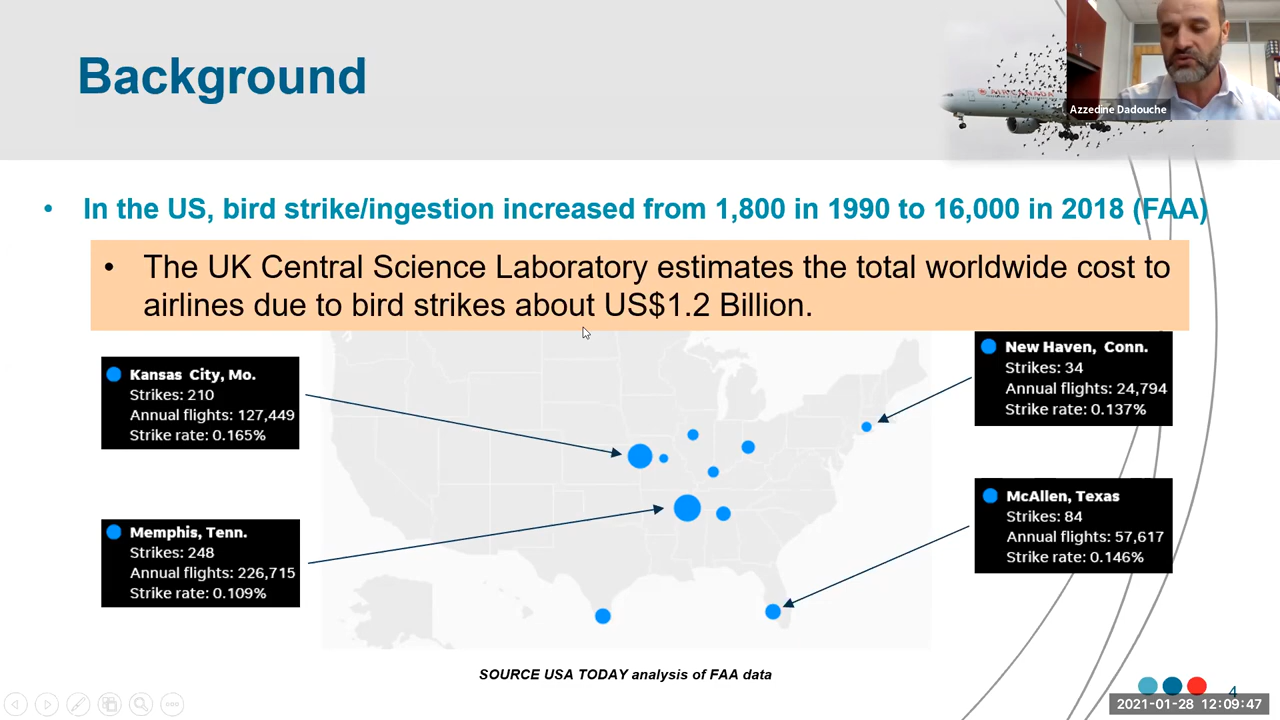 Background
Azzedine Dadouche
• In the US, bird strike/ingestion increased from 1,800 in 1990 to 16,000 in 2018 (FAA)
• The UK Central Science Laboratory estimates the total worldwide cost to
airlines due to bird strikes about US$1.2 Billion.
Kansas City, Mo.
Strikes: 210
Annual flights: 127,449
Strike rate: 0.165%
New Haven, Conn.
Strikes: 34
Annual flights: 24,794
Strike rate: 0.137%
Memphis, Tenn.
Strikes: 248
Annual flights: 226,715
Strike rate: 0.109%
McAllen, Texas
Strikes: 84
Annual flights: 57,617
Strike rate: 0.146%
SOURCE USA TODAY analysis of FAA data
4
2021-01-28 12:09:47